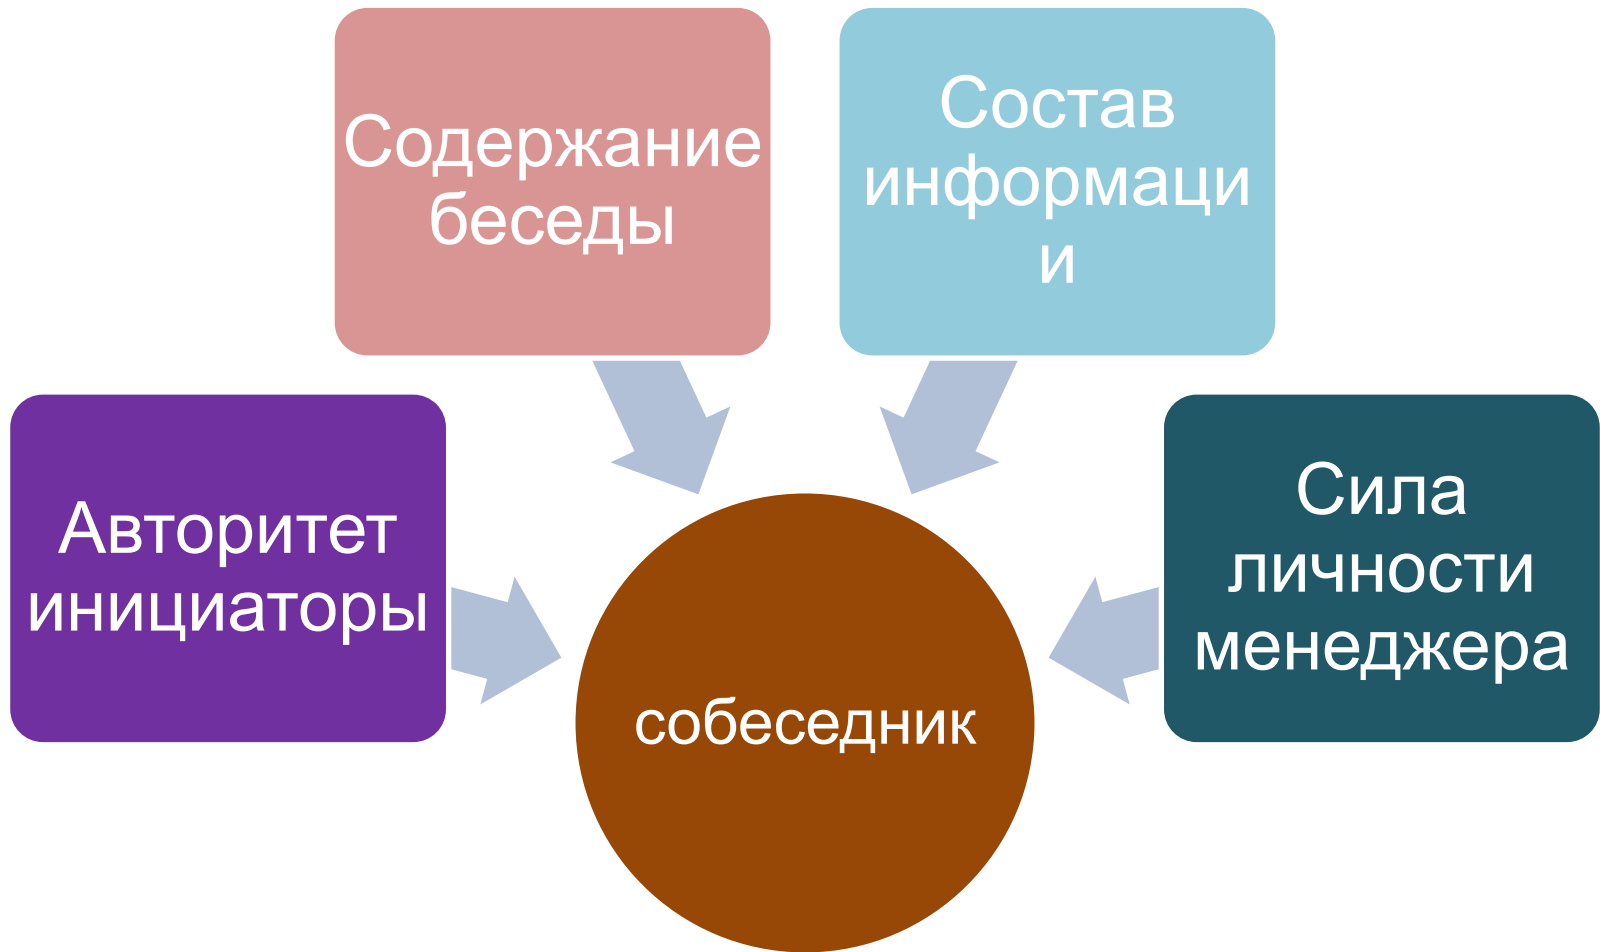 Содержание
беседы
Состав
информаци
и
Авторитет
инициаторы
Сила
личности
менеджера
собеседник